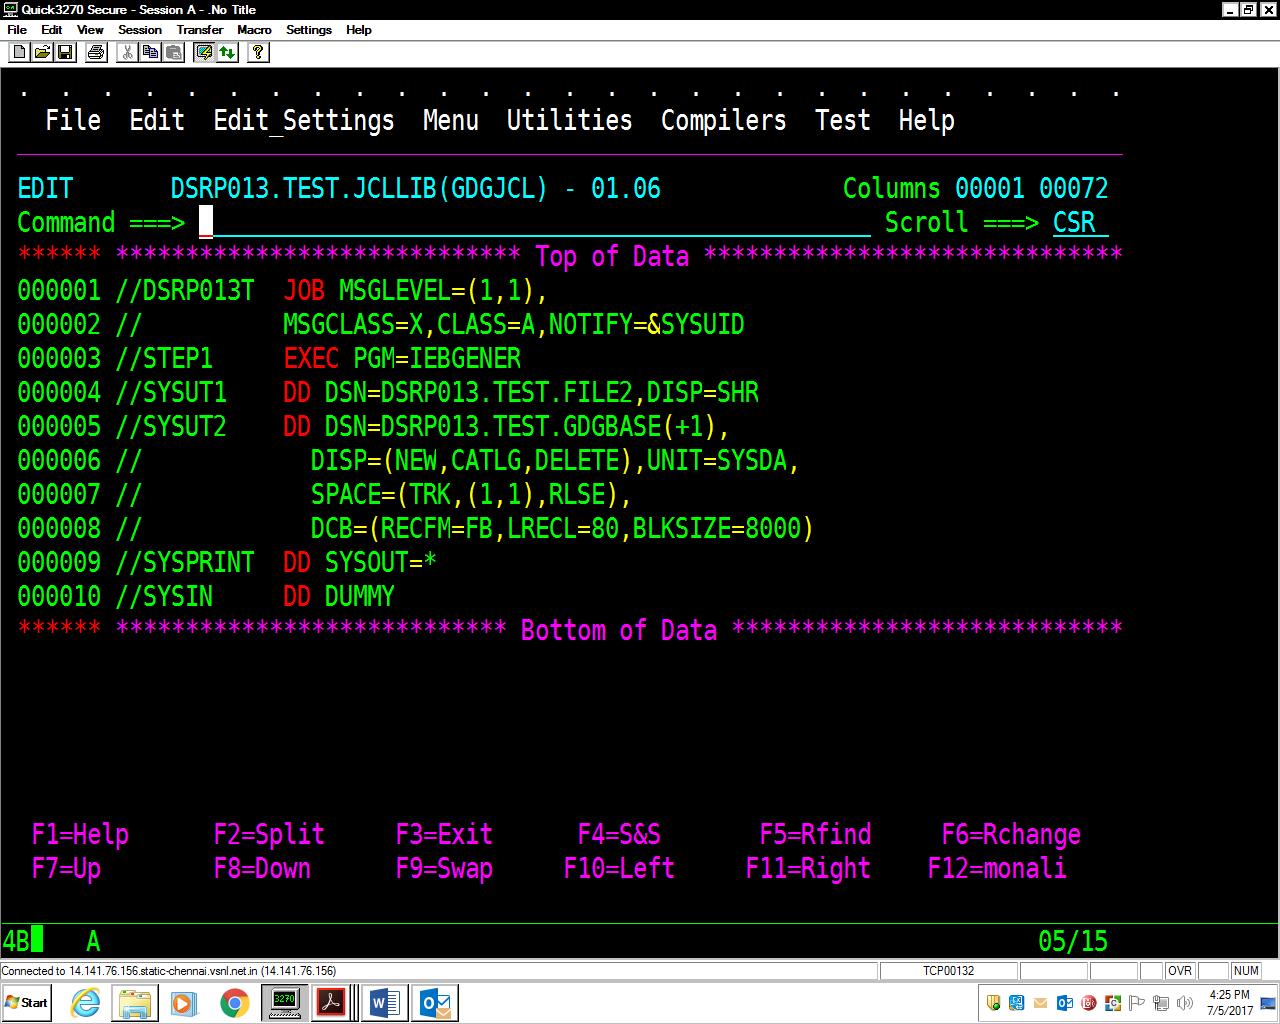 Quick3270 Secure - Session A - .No Title
File Edit View Session Transfer Macro Settings Help
. . . . . . . . . . . . . . . . . . . . . . . . . . .
File Edit Edit_Settings Menu Utilities Compilers Test Help
EDIT DSRP013.TEST.JCLLIB(GDGJCL) - 01.06 Columns 00001 00072
Command ===> Scroll ===> CSR
****** ***************************** Top of Data ******************************
000001 //DSRP013T  JOB MSGLEVEL=(1,1),
000002 //          MSGCLASS=X,CLASS=A,NOTIFY=&SYSUID
000003 //STEP1     EXEC PGM=IEBGENER
000004 //SYSUT1    DD DSN=DSRP013.TEST.FILE2,DISP=SHR
000005 //SYSUT2    DD DSN=DSRP013.TEST.GDGBASE(+1),
000006 //            DISP=(NEW,CATLG,DELETE),UNIT=SYSDA,
000007 //            SPACE=(TRK,(1,1),RLSE),
000008 //            DCB=(RECFM=FB,LRECL=80,BLKSIZE=8000)
000009 //SYSPRINT  DD SYSOUT=*
000010 //SYSIN     DD DUMMY
****** **************************** Bottom of Data ****************************
F1=Help F2=Split F3=Exit F4=S&S F5=Rfind F6=Rchange
F7=Up F8=Down F9=Swap F10=Left F11=Right F12=monali
4B A 05/15
Connected to 14.141.76.156.static-chennai.vsnl.net.in (14.141.76.156) TCP00132 OVR NUM
Start 3270 4:25 PM
7/5/2017